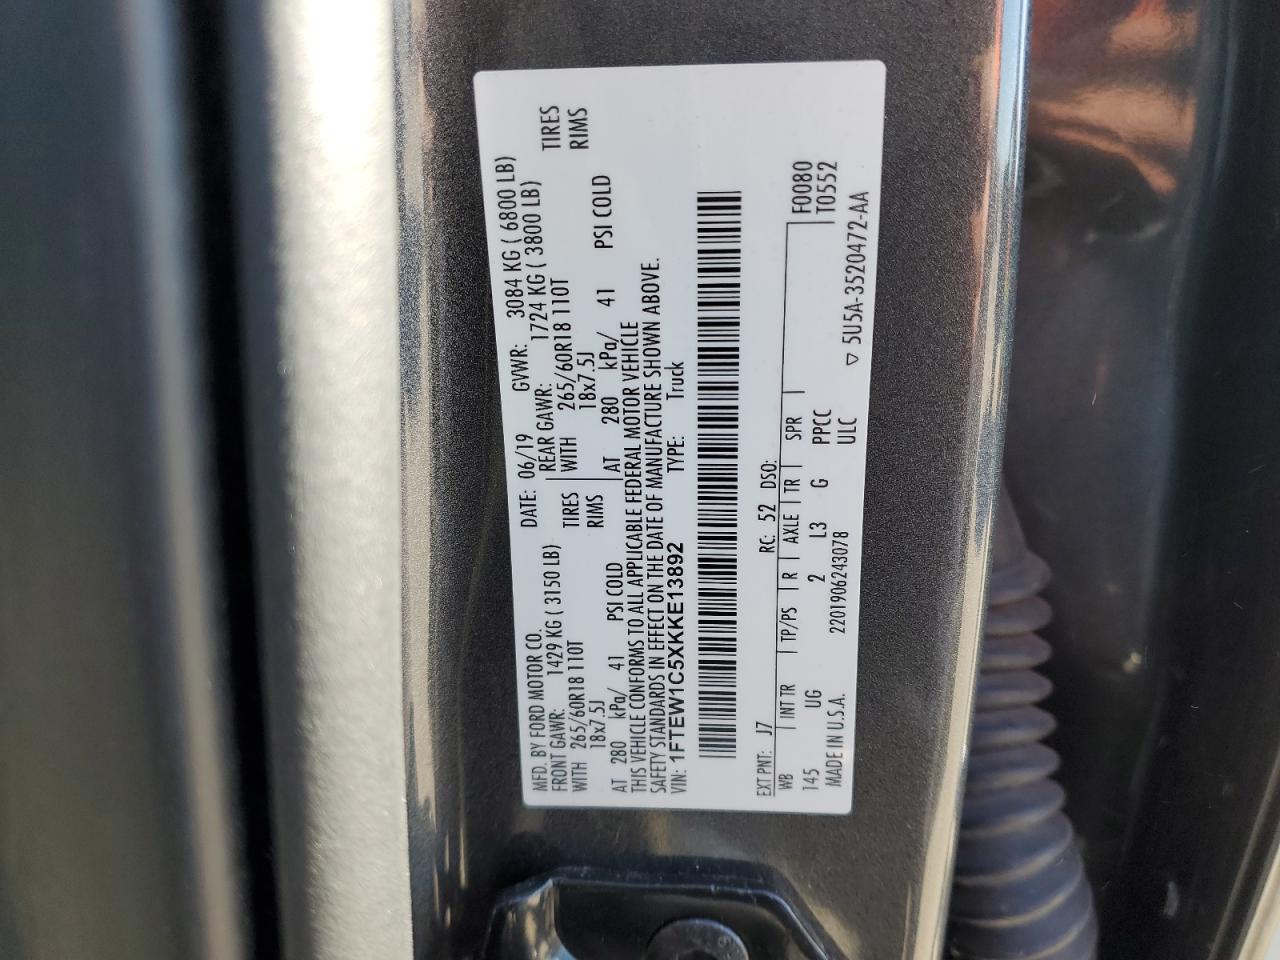 MFD. BY FORD MOTOR CO. DATE: 06/19 GVWR: 3084 KG ( 6800 LB)
FRONT GAWR: 1429 KG ( 3150 LB) REAR GAWR: 1724 KG ( 3800 LB)
WITH 265/60R18 110T TIRES WITH 265/60R18 110T TIRES
18x7.5J RIMS 18x7.5J RIMS
AT 280 kPa/ 41 PSI COLD AT 280 kPa/ 41 PSI COLD
THIS VEHICLE CONFORMS TO ALL APPLICABLE FEDERAL MOTOR VEHICLE
SAFETY STANDARDS IN EFFECT ON THE DATE OF MANUFACTURE SHOWN ABOVE.
VIN: 1FTEW1C5XKKE13892 TYPE: Truck
EXT PNT: J7 RC: 52 DSO: F0080
WB INT TR TP/PS R AXLE TR SPR T0552
145 UG 2 L3 G PPCC
MADE IN U.S.A. 2201906243078 ULC
▽ 5U5A-3520472-AA